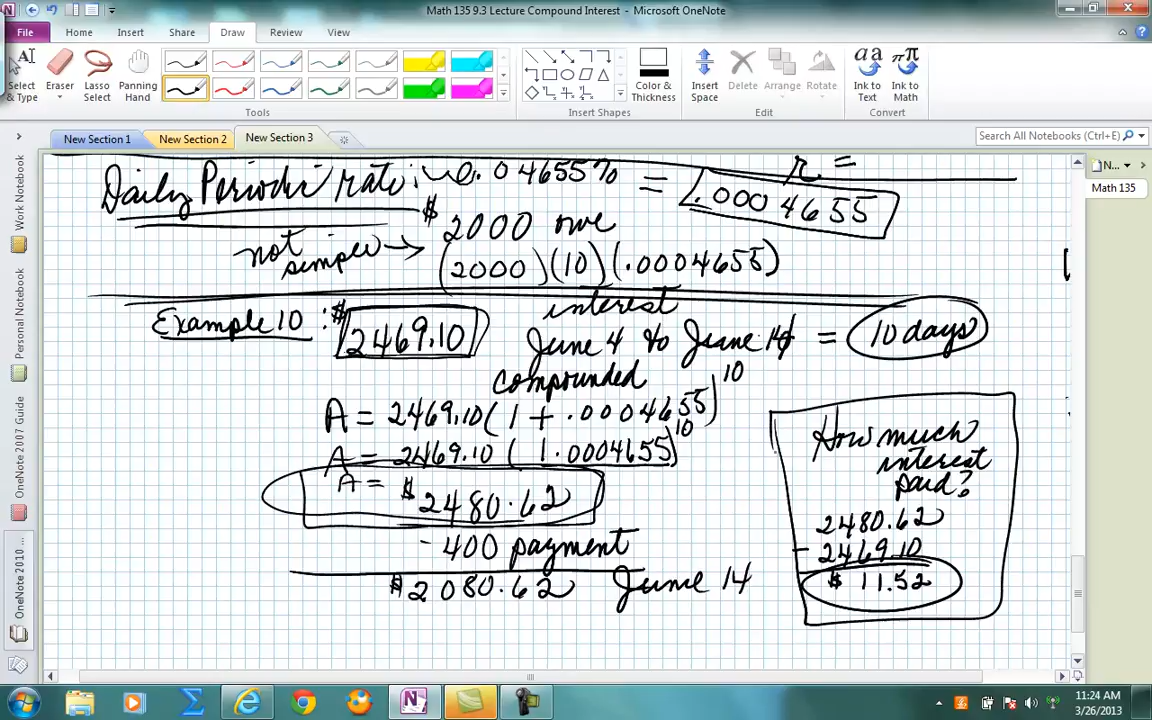 Math 135 9.3 Lecture Compound Interest - Microsoft OneNote
File Home Insert Share Draw Review View
Select & Type Eraser Lasso Select Panning Hand Color & Thickness Insert Space Delete Arrange Rotate Ink to Text Ink to Math
Tools Insert Shapes Edit Convert
New Section 1 New Section 2 New Section 3 Search All Notebooks (Ctrl+E)
N...
Math 135
Work Notebook
Personal Notebook
OneNote 2007 Guide
OneNote 2010 ...
r =
Daily Periodic rate: i.e. .04655% = .0004655
$2000 owe
not simple → (2000)(10)(.0004655)
interest
Example 10 : $2469.10 June 4 to June 14 = 10 days
compounded
A = 2469.10(1 + .0004655)^10
A = 2469.10(1.0004655)^10
A = $2480.62
- 400 payment
$2080.62 June 14
How much
interest
paid?
2480.62
- 2469.10
$ 11.52
11:24 AM
3/26/2013